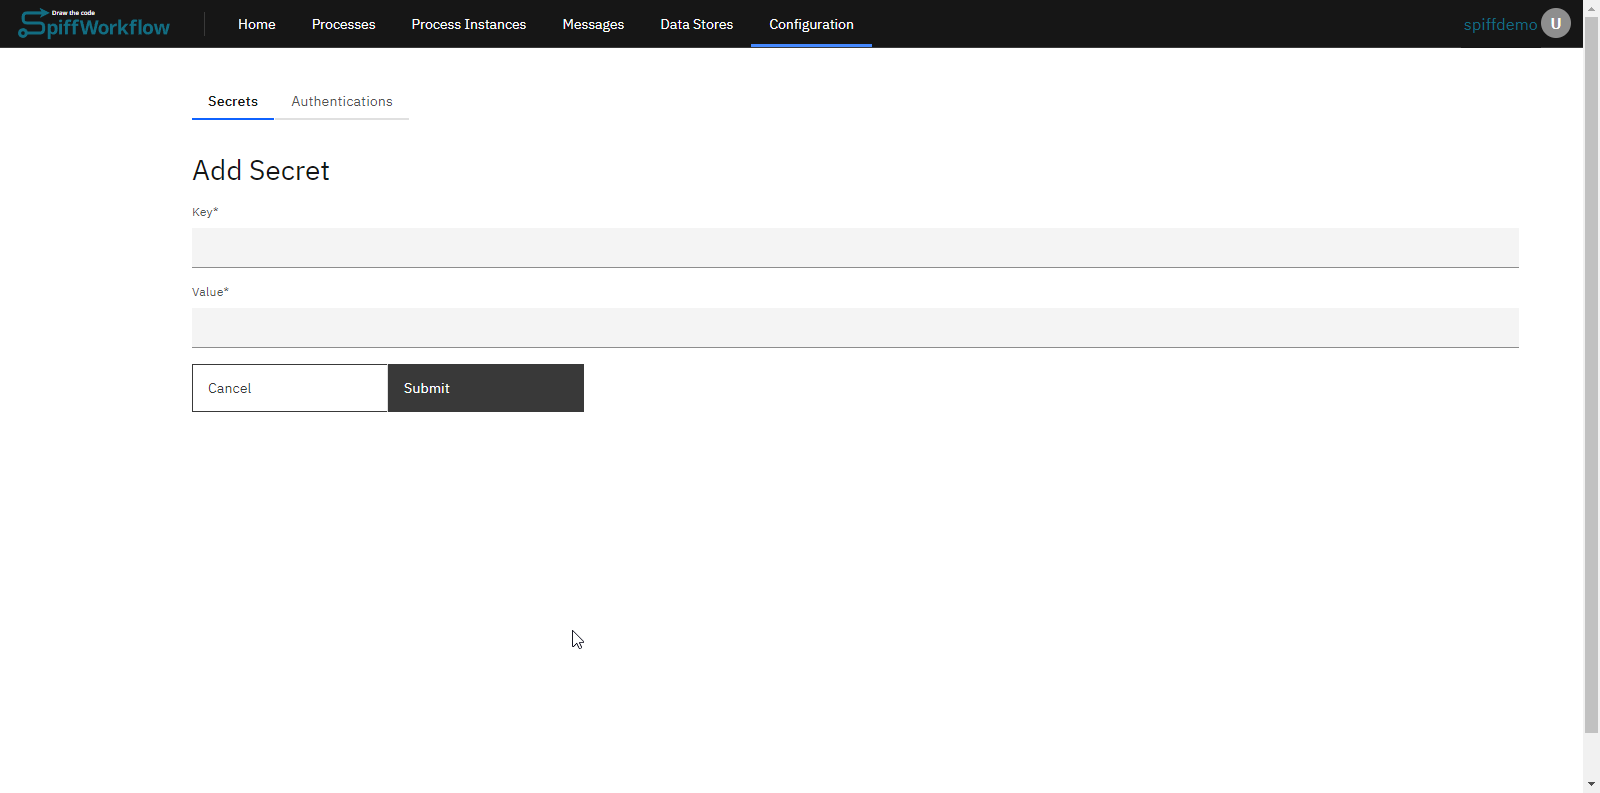 Draw the code
SpiffWorkflow
Home
Processes
Process Instances
Messages
Data Stores
Configuration
spiffdemo
U
Secrets
Authentications
Add Secret
Key*
Value*
Cancel
Submit